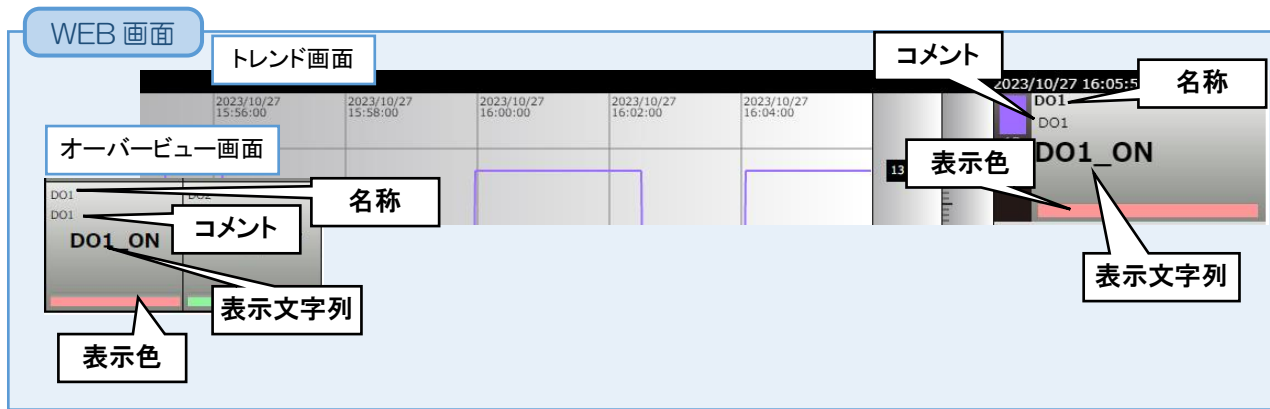 WEB 画面
トレンド画面
コメント
名称
2023/10/27 16:05:5
2023/10/27
15:56:00
2023/10/27
15:58:00
2023/10/27
16:00:00
2023/10/27
16:02:00
2023/10/27
16:04:00
DO1
DO1
DO1_ON
13
表示色
表示文字列
オーバービュー画面
DO1
DO1
DO1_ON
名称
コメント
表示文字列
表示色